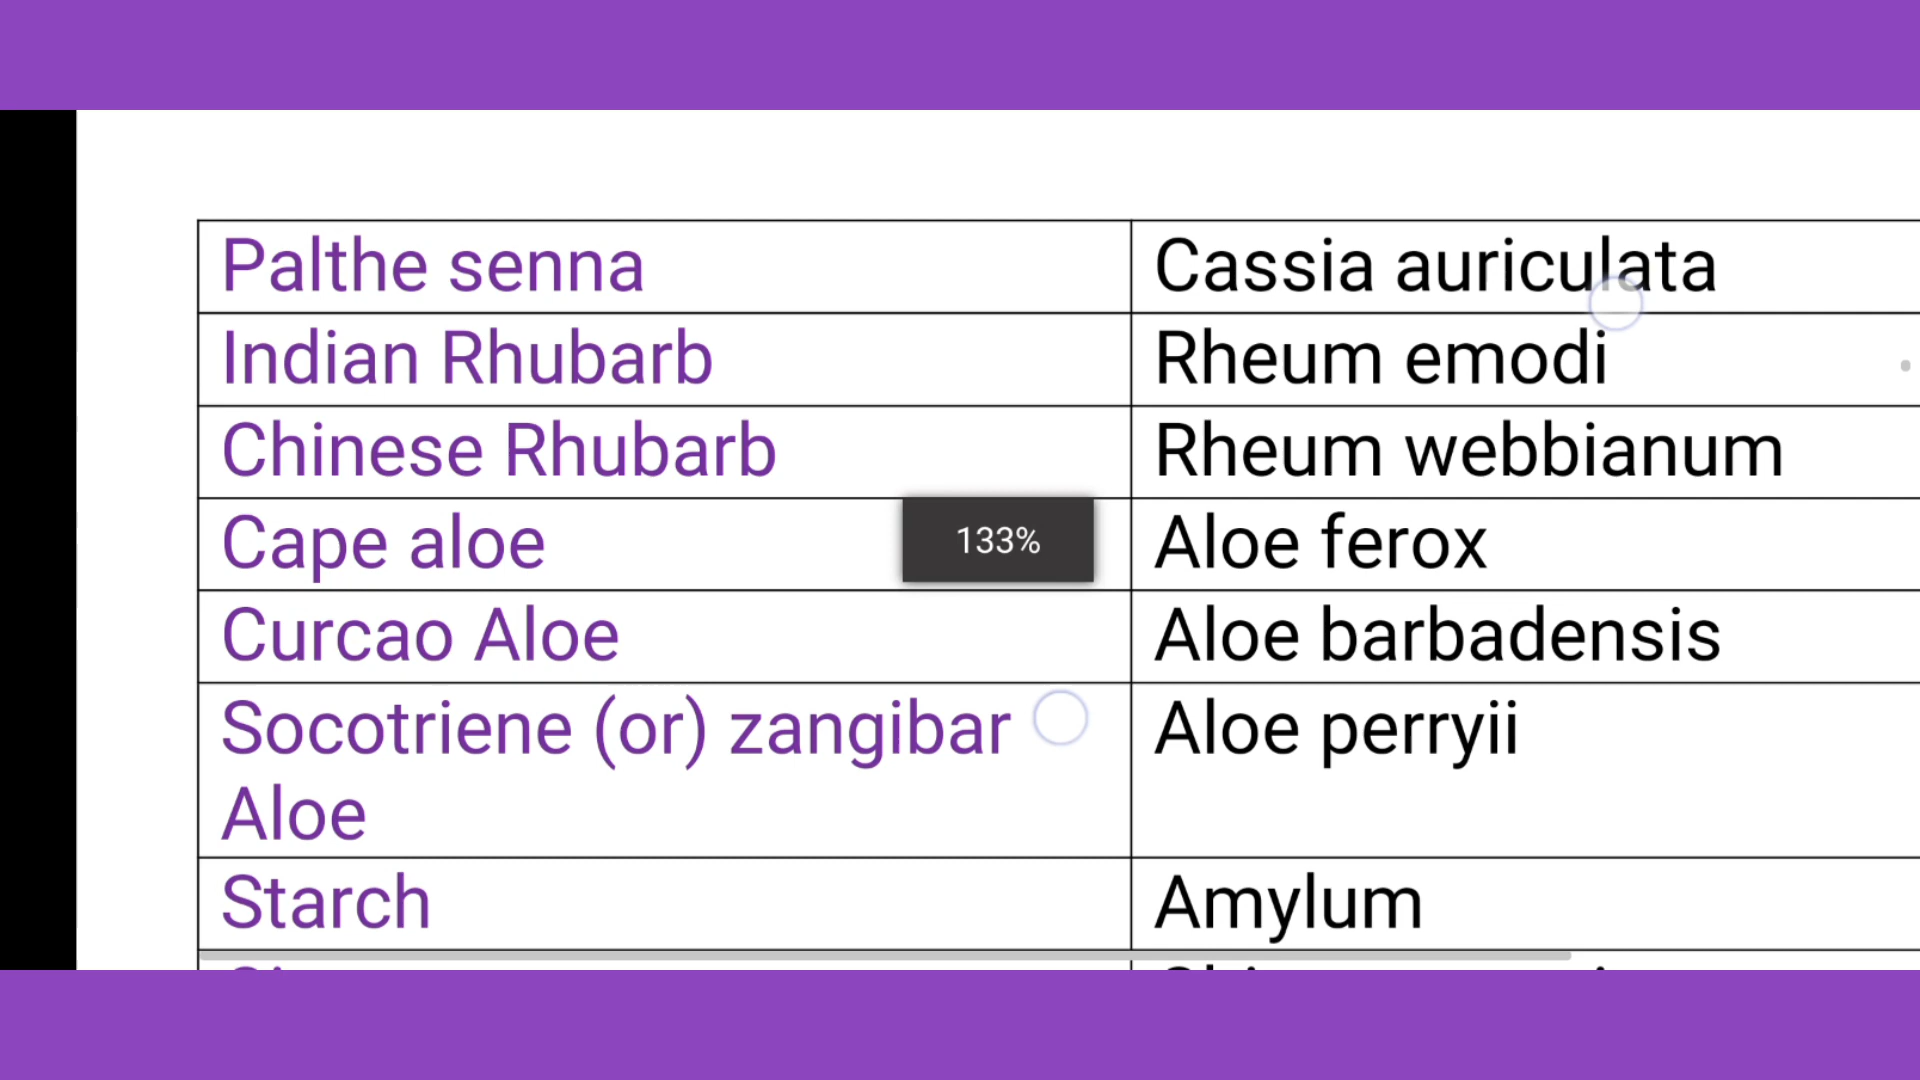 Palthe senna Cassia auriculata
Indian Rhubarb Rheum emodi
Chinese Rhubarb Rheum webbianum
Cape aloe 133% Aloe ferox
Curcao Aloe Aloe barbadensis
Socotriene (or) zangibar Aloe perryii
Aloe
Starch Amylum